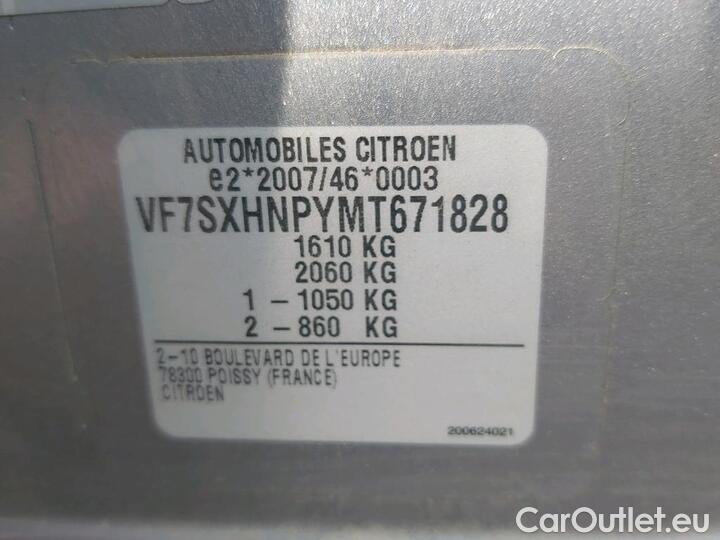 AUTOMOBILES CITROEN
e2*2007/46*0003
VF7SXHNPYMT671828
1610 KG
2060 KG
1 – 1050 KG
2 – 860 KG
2–10 BOULEVARD DE L'EUROPE
78300 POISSY (FRANCE)
CITROEN
200624021
CarOutlet.eu